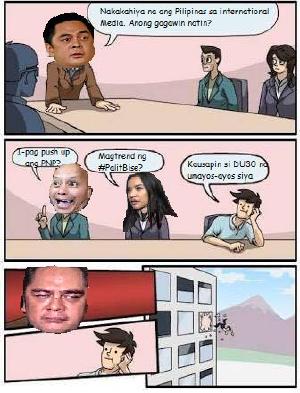 Nakakahiya na ang Pilipinas sa international
Media. Anong gagawin natin?
I-pag push up
ang PNP?
Magtrend ng
#PalitBise?
Kausapin si DU30 na
umayos-ayos siya